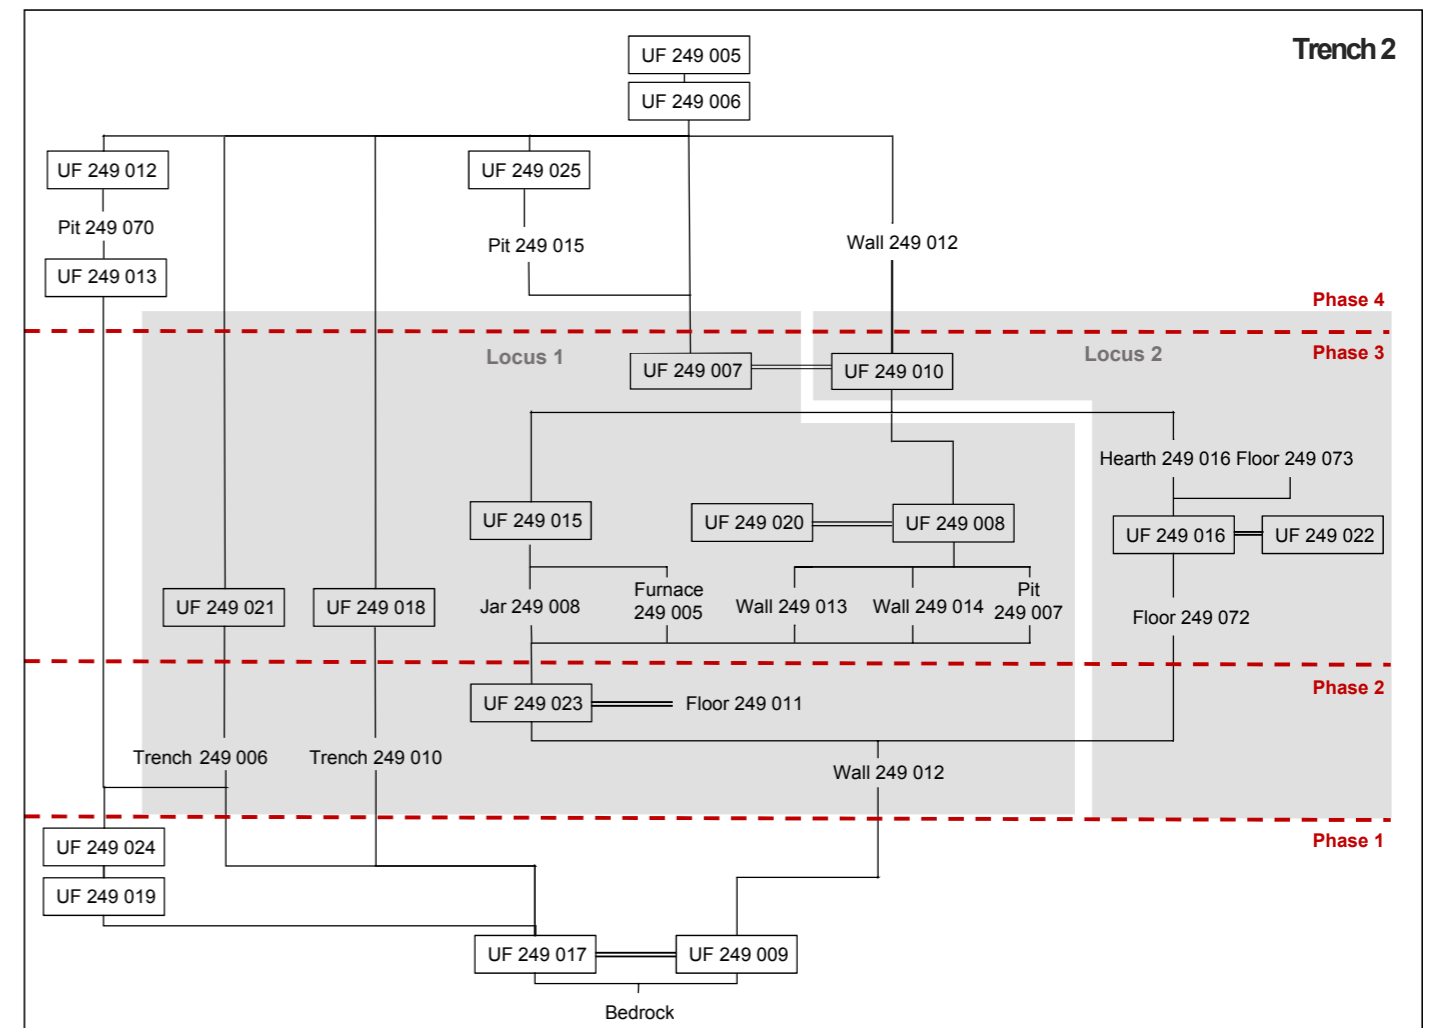 Trench 2
UF 249 005
UF 249 006
UF 249 012
UF 249 025
Pit 249 070
Pit 249 015
Wall 249 012
UF 249 013
Phase 4
Locus 1
Locus 2
Phase 3
UF 249 007
UF 249 010
Hearth 249 016
Floor 249 073
UF 249 015
UF 249 020
UF 249 008
UF 249 016
UF 249 022
UF 249 021
UF 249 018
Jar 249 008
Furnace
249 005
Wall 249 013
Wall 249 014
Pit
249 007
Floor 249 072
Phase 2
UF 249 023
Floor 249 011
Trench 249 006
Trench 249 010
Wall 249 012
Phase 1
UF 249 024
UF 249 019
UF 249 017
UF 249 009
Bedrock